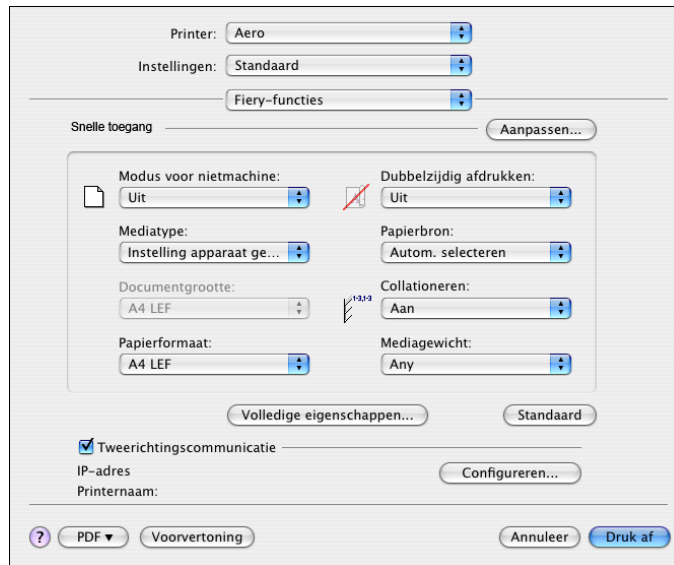 Printer: Aero
Instellingen: Standaard
Fiery-functies
Snelle toegang Aanpassen...
Modus voor nietmachine: Dubbelzijdig afdrukken:
Uit Uit
Mediatype: Papierbron:
Instelling apparaat ge... Autom. selecteren
Documentgrootte: Collationeren:
A4 LEF 1-3,1-3 Aan
Papierformaat: Mediagewicht:
A4 LEF Any
Volledige eigenschappen... Standaard
Tweerichtingscommunicatie
IP-adres Configureren...
Printernaam:
? PDF ▼ Voorvertoning Annuleer Druk af